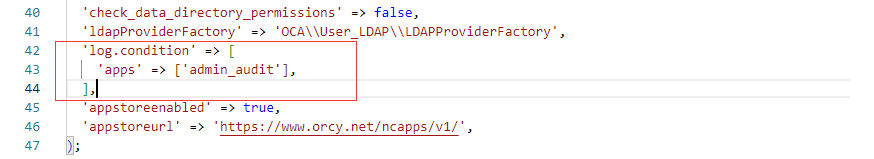 40 'check_data_directory_permissions' => false,
41 'ldapProviderFactory' => 'OCA\\User_LDAP\\LDAPProviderFactory',
42 'log.condition' => [
43 'apps' => ['admin_audit'],
44 ],
45 'appstoreenabled' => true,
46 'appstoreurl' => 'https://www.orcy.net/ncapps/v1/',
47 );